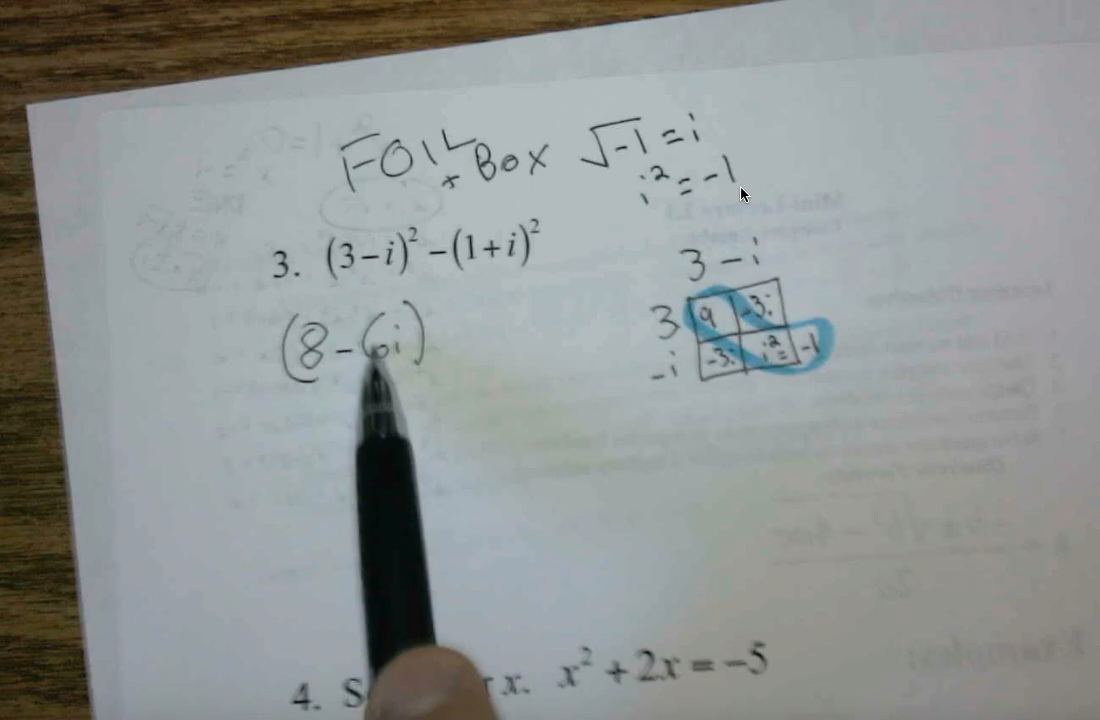 FOIL + Box √-1 = i
i² = -1
3. (3−i)² −(1+i)²
(8 - 6i)
3 - i
3 9 -3i
-i -3i i² = -1
4. S x. x² + 2x = −5